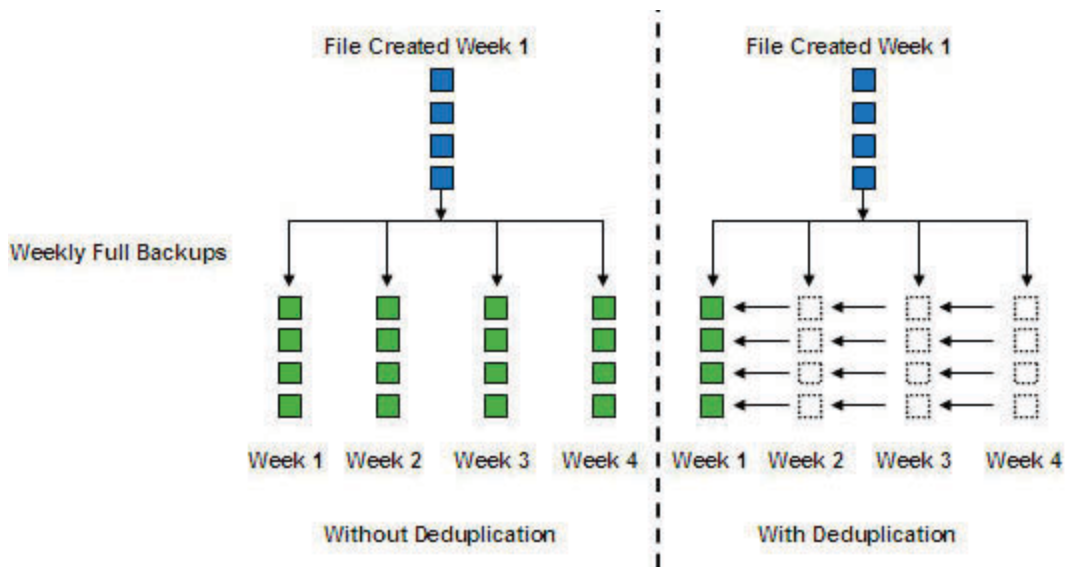 File Created Week 1
File Created Week 1
Weekly Full Backups
Week 1 Week 2 Week 3 Week 4
Week 1 Week 2 Week 3 Week 4
Without Deduplication
With Deduplication